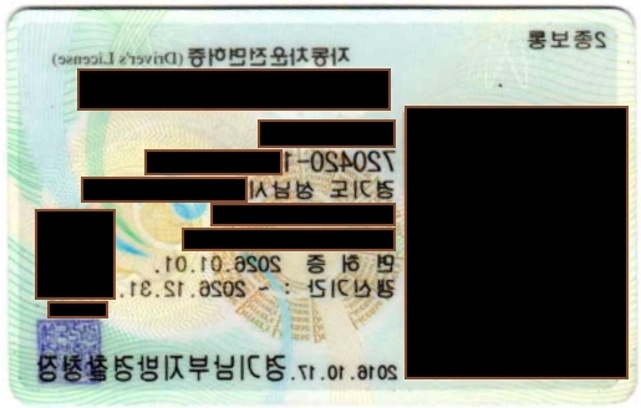 2종보통
자동차운전면허증 (Driver's License)
720420-1
경기도 성남시
면 허 증 2026.01.01.
갱신기간 : ~ 2026.12.31.
2016.10.17.경기남부지방경찰청장